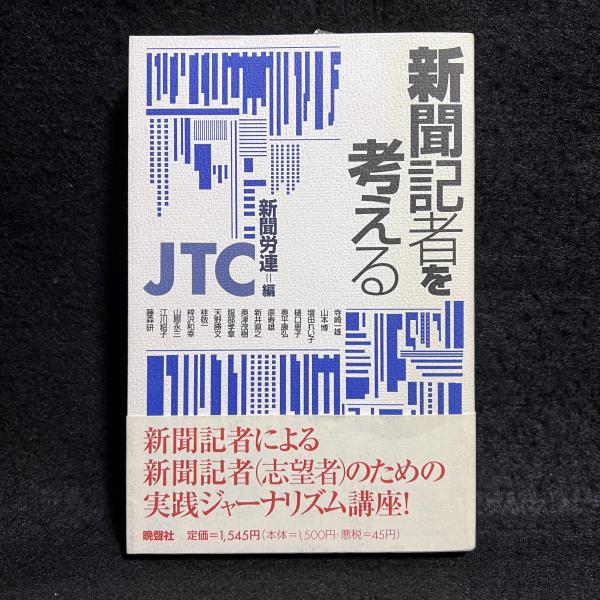 新聞記者を
考える
新聞労連=編
JTC
寺崎一雄
山本博
増田れい子
樋口恵子
奥平康弘
原寿雄
新井直之
奥津茂樹
服部孝章
天野勝文
桂敬一
梓沢和幸
山際永三
江川紹子
藤森研
新聞記者による
新聞記者(志望者)のための
実践ジャーナリズム講座!
晩聲社 定価=1,545円(本体=1,500円・悪税=45円)